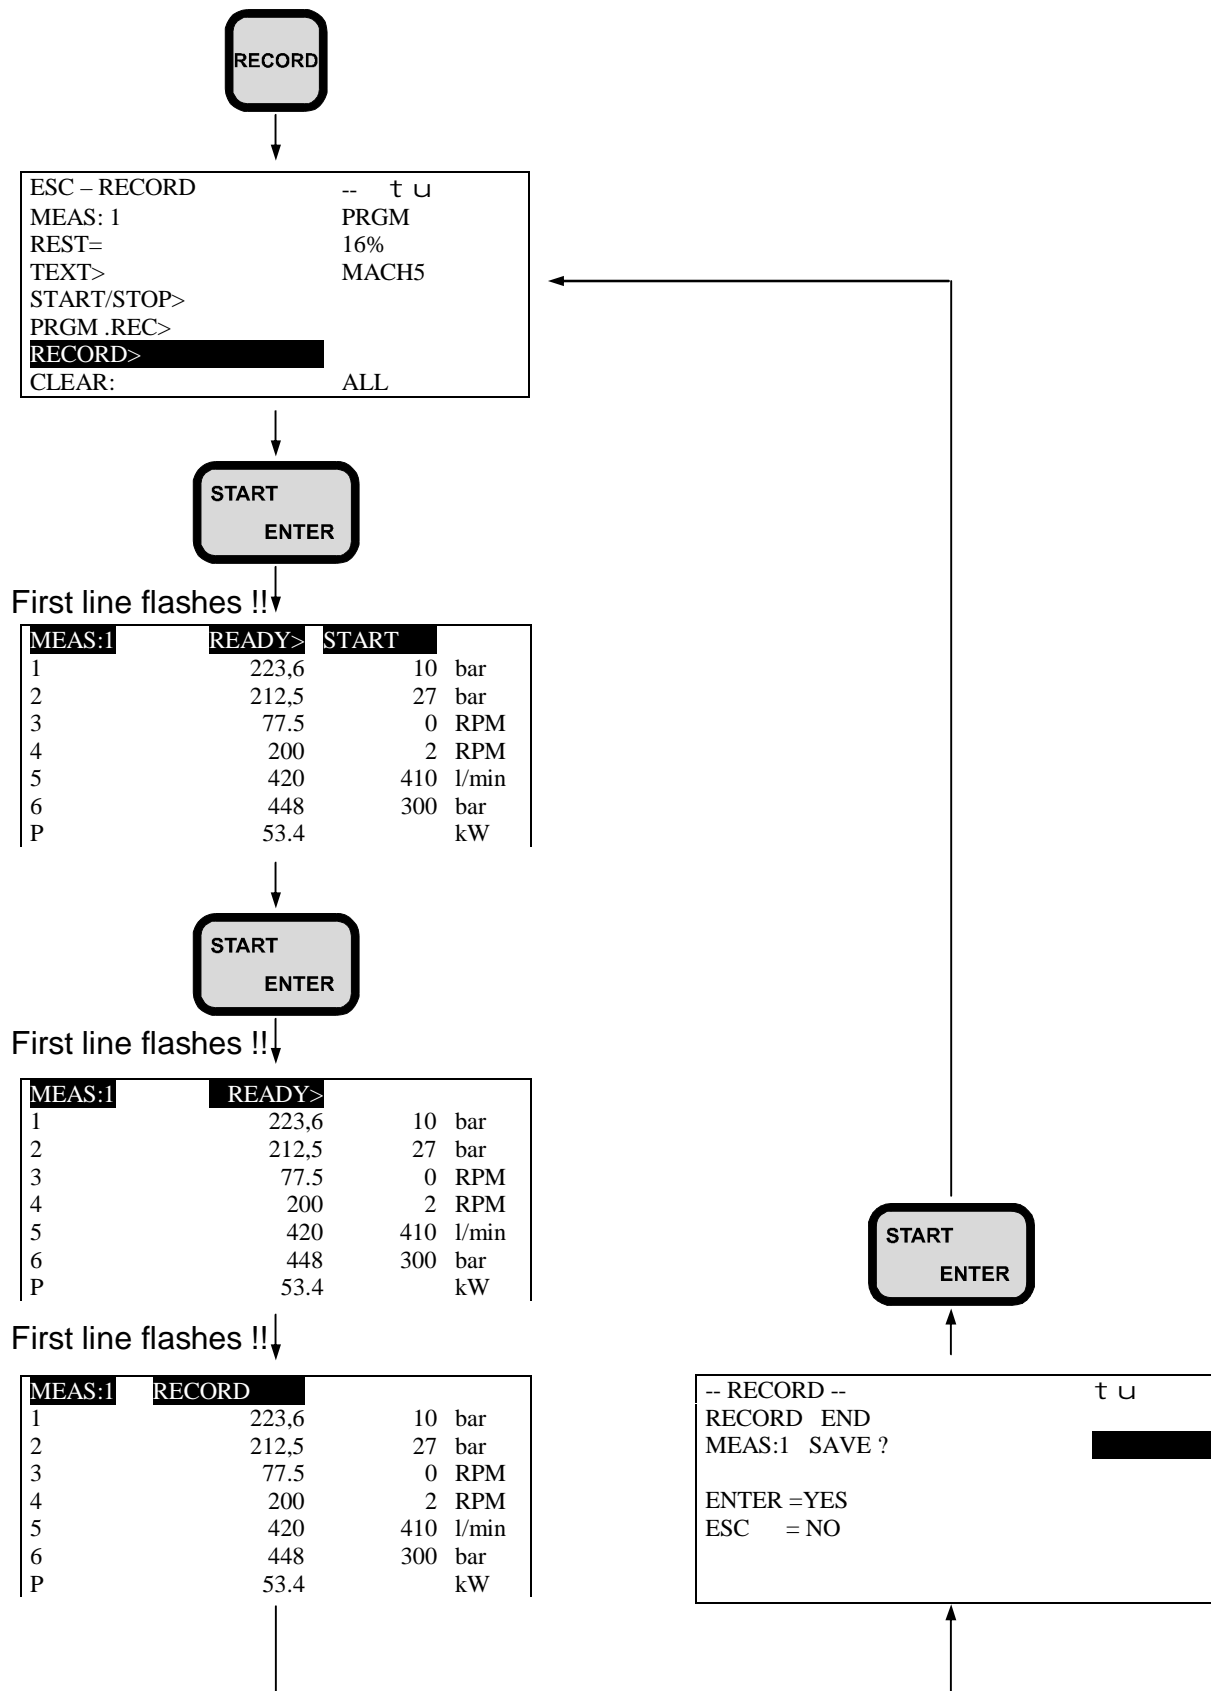 RECORD
ESC – RECORD -- t u
MEAS: 1 PRGM
REST= 16%
TEXT> MACH5
START/STOP>
PRGM .REC>
RECORD>
CLEAR: ALL
START
ENTER
First line flashes !!
MEAS:1 READY> START
1 223,6 10 bar
2 212,5 27 bar
3 77.5 0 RPM
4 200 2 RPM
5 420 410 l/min
6 448 300 bar
P 53.4 kW
START
ENTER
First line flashes !!
MEAS:1 READY>
1 223,6 10 bar
2 212,5 27 bar
3 77.5 0 RPM
4 200 2 RPM
5 420 410 l/min
6 448 300 bar
P 53.4 kW
First line flashes !!
MEAS:1 RECORD
1 223,6 10 bar
2 212,5 27 bar
3 77.5 0 RPM
4 200 2 RPM
5 420 410 l/min
6 448 300 bar
P 53.4 kW
START
ENTER
-- RECORD -- t u
RECORD END
MEAS:1 SAVE ?
ENTER =YES
ESC = NO